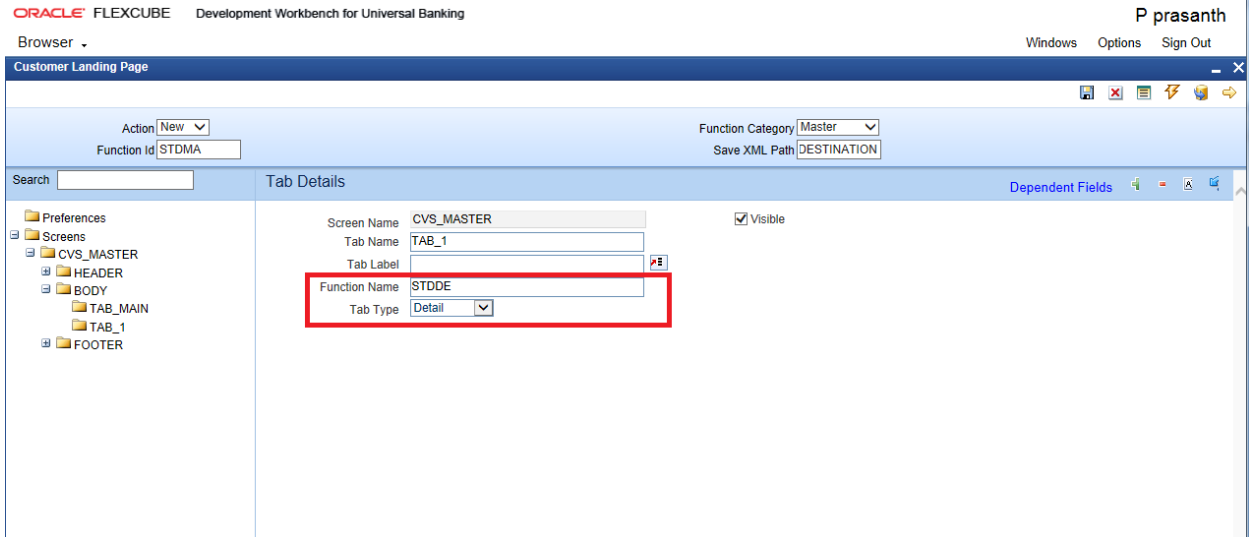 ORACLE FLEXCUBE Development Workbench for Universal Banking P prasanth
Browser Windows Options Sign Out
Customer Landing Page
Action New Function Category Master
Function Id STDMA Save XML Path DESTINATION
Search Tab Details Dependent Fields
Preferences
Screens
CVS_MASTER
HEADER
BODY
TAB_MAIN
TAB_1
FOOTER
Screen Name CVS_MASTER Visible
Tab Name TAB_1
Tab Label
Function Name STDDE
Tab Type Detail